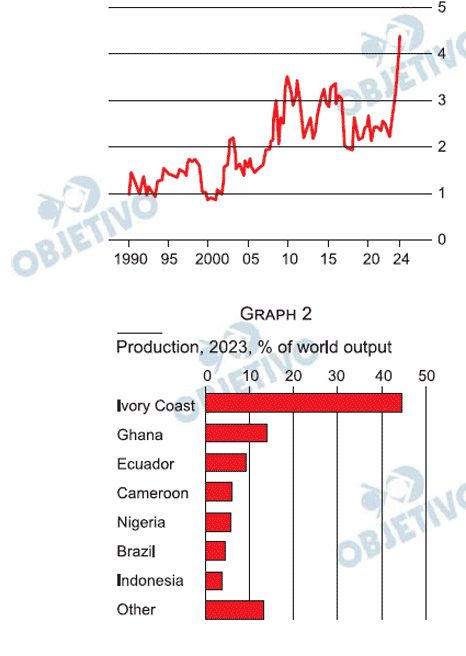 5
4
3
2
1
0
1990 95 2000 05 10 15 20 24
OBJETIVO
OBJETIVO
GRAPH 2
Production, 2023, % of world output
OBJETIVO
0 10 20 30 40 50
Ivory Coast
Ghana
Ecuador
Cameroon
Nigeria
Brazil
Indonesia
Other
OBJETIVO